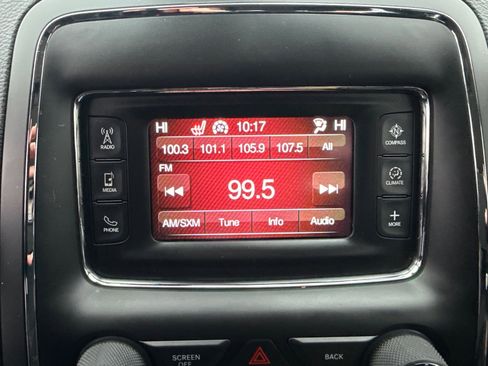 HI 10:17 HI
100.3 101.1 105.9 107.5 All
FM
99.5
AM/SXM Tune Info Audio
RADIO
MEDIA
PHONE
COMPASS
CLIMATE
MORE
SCREEN OFF
BACK